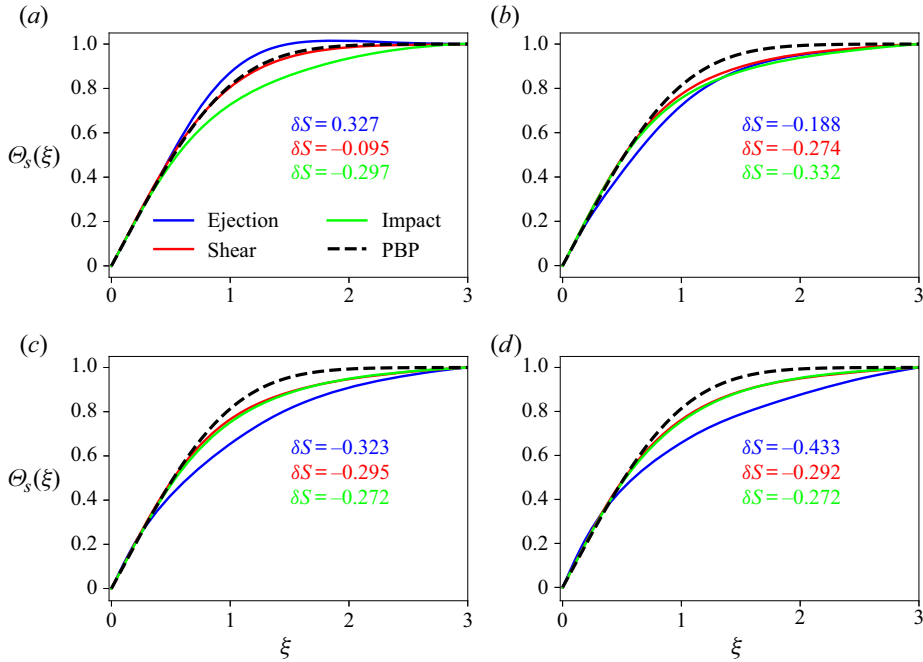 (a)
1.0
0.8
0.6
0.4
0.2
0
Θs(ξ)
δS = 0.327
δS = –0.095
δS = –0.297
Ejection
Impact
Shear
PBP
0 1 2 3
(b)
1.0
0.8
0.6
0.4
0.2
0
δS = –0.188
δS = –0.274
δS = –0.332
0 1 2 3
(c)
1.0
0.8
0.6
0.4
0.2
0
Θs(ξ)
δS = –0.323
δS = –0.295
δS = –0.272
0 1 2 3
ξ
(d)
1.0
0.8
0.6
0.4
0.2
0
δS = –0.433
δS = –0.292
δS = –0.272
0 1 2 3
ξ